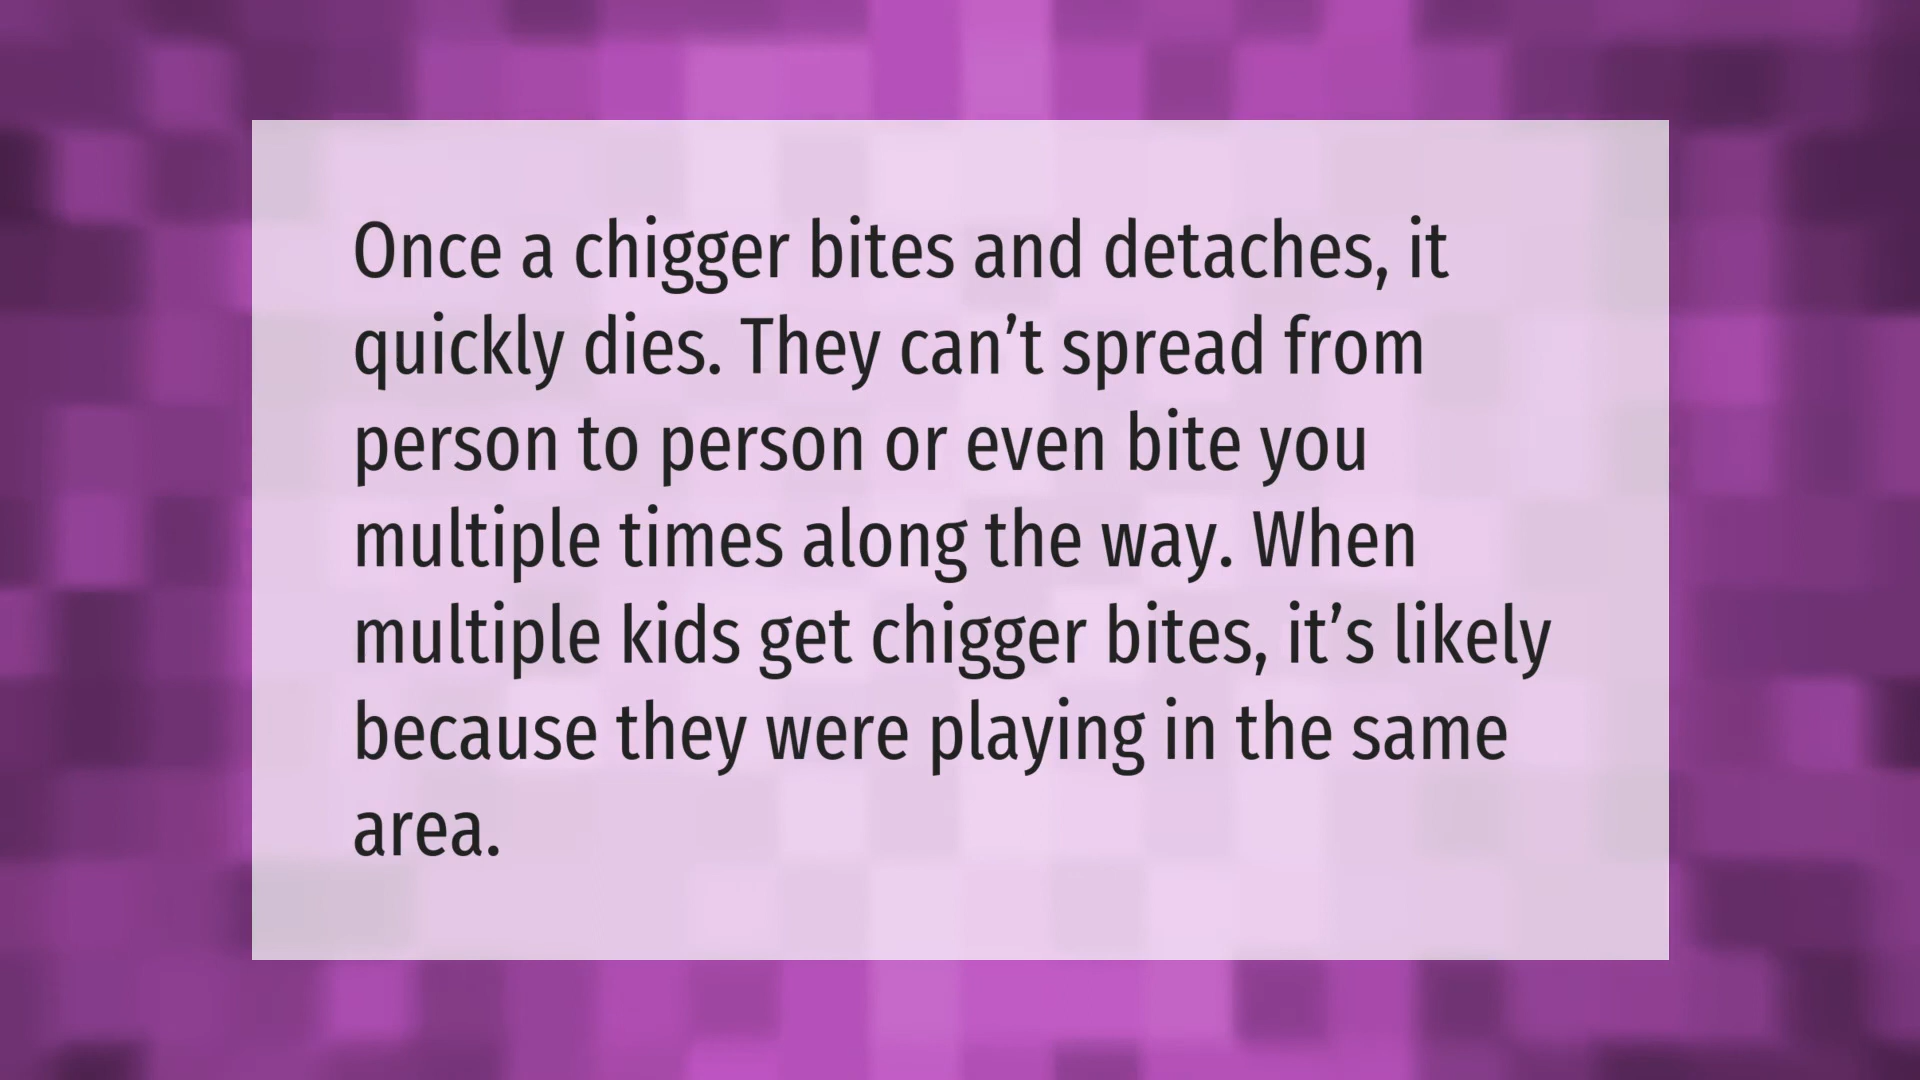 Once a chigger bites and detaches, it
quickly dies. They can’t spread from
person to person or even bite you
multiple times along the way. When
multiple kids get chigger bites, it’s likely
because they were playing in the same
area.